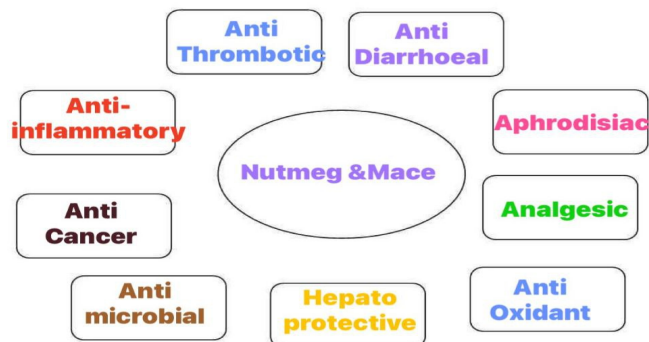 Anti
Thrombotic
Anti
Diarrhoeal
Anti-
inflammatory
Aphrodisiac
Nutmeg &Mace
Anti
Cancer
Analgesic
Anti
microbial
Hepato
protective
Anti
Oxidant